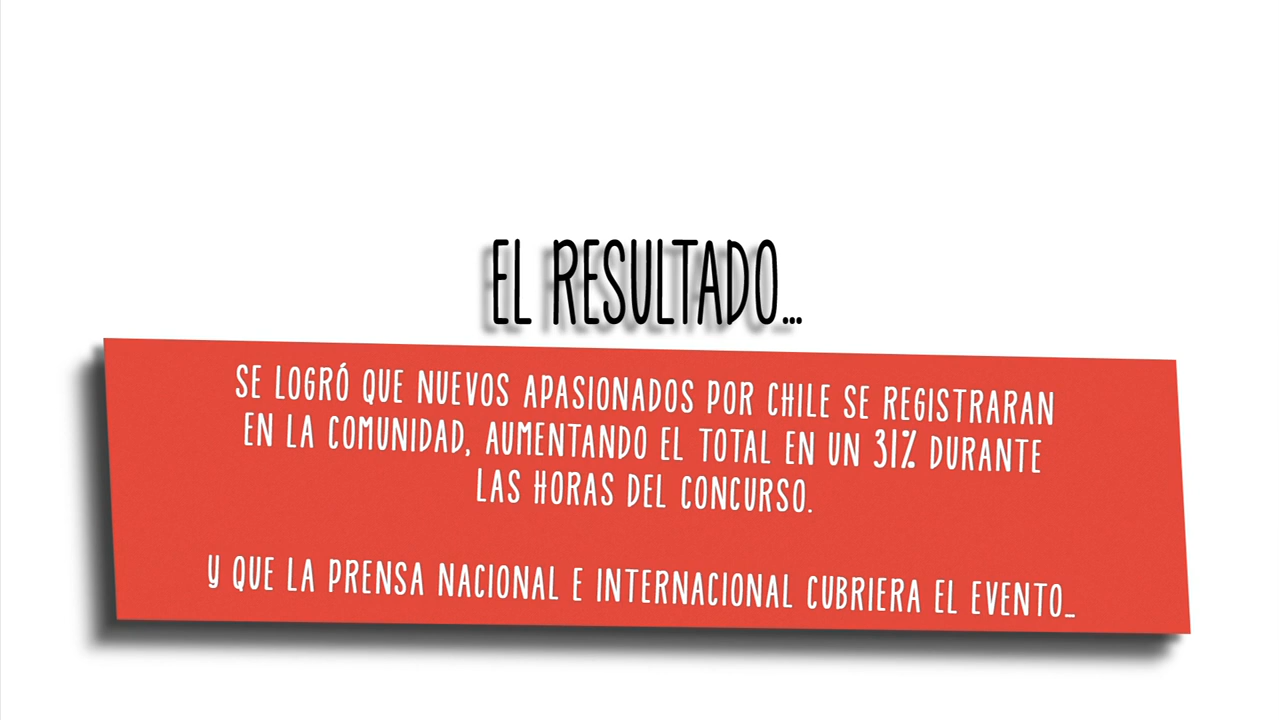 EL RESULTADO...
SE LOGRÓ QUE NUEVOS APASIONADOS POR CHILE SE REGISTRARAN
EN LA COMUNIDAD, AUMENTANDO EL TOTAL EN UN 31% DURANTE
LAS HORAS DEL CONCURSO.
Y QUE LA PRENSA NACIONAL E INTERNACIONAL CUBRIERA EL EVENTO...